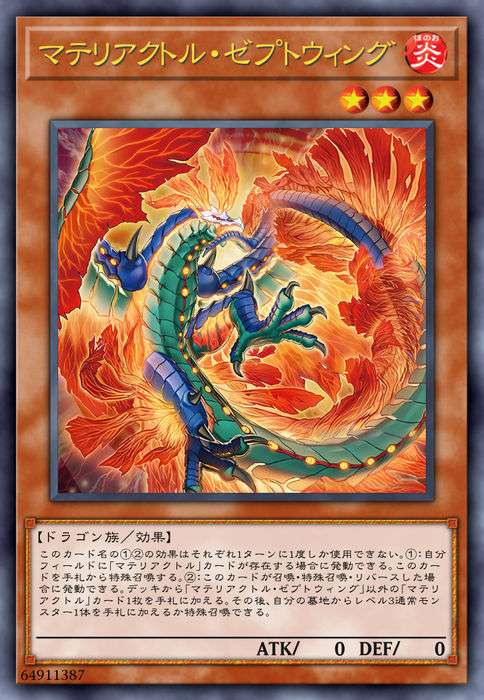 マテリアクトル・ゼプトウィング
ほのお
炎
【ドラゴン族／効果】
このカード名の①②の効果はそれぞれ1ターンに1度しか使用できない。①：自分
フィールドに「マテリアクトル」カードが存在する場合に発動できる。このカード
を手札から特殊召喚する。②：このカードが召喚・特殊召喚・リバースした場
合に発動できる。デッキから「マテリアクトル・ゼプトウィング」以外の「マテリ
アクトル」カード1枚を手札に加える。その後、自分の墓地からレベル3通常モン
スター1体を手札に加えるか特殊召喚できる。
ATK/ 0 DEF/ 0
64911387